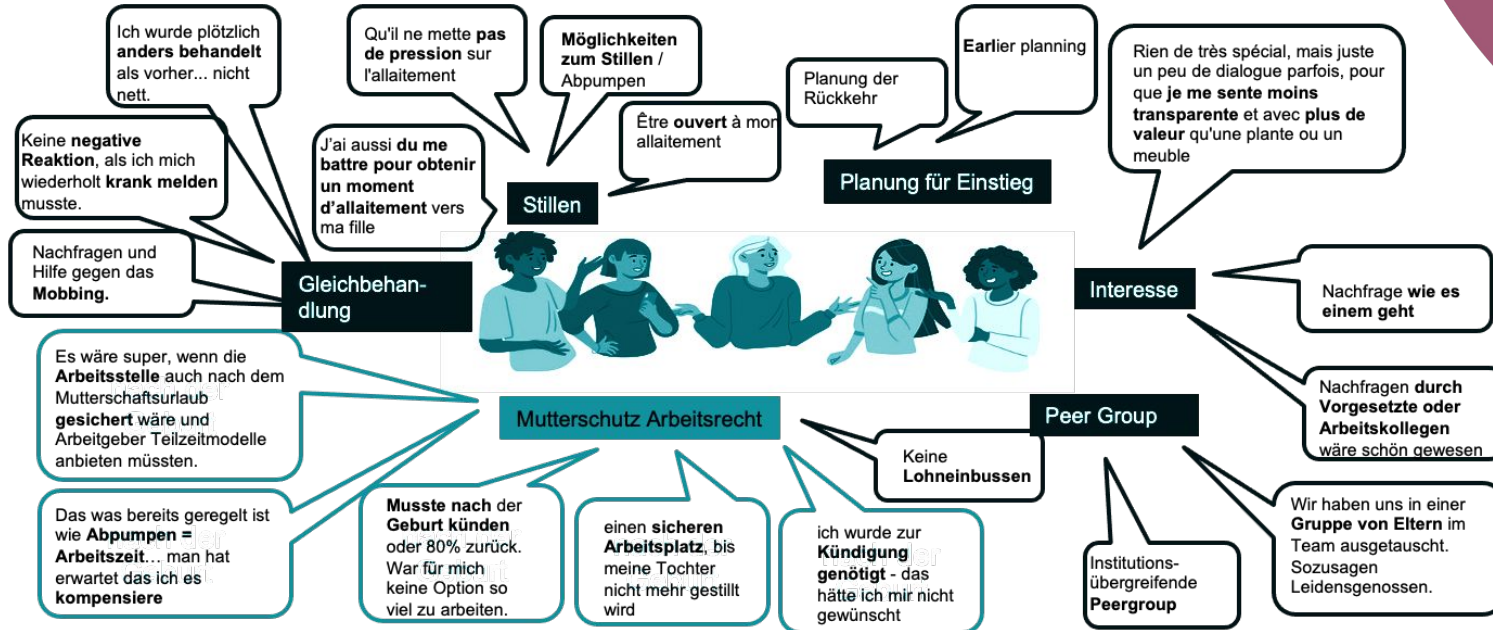 Ich wurde plötzlich
anders behandelt
als vorher... nicht
nett.
Qu'il ne mette pas
de pression sur
l'allaitement
Möglichkeiten
zum Stillen /
Abpumpen
Planung der
Rückkehr
Earlier planning
Rien de très spécial, mais juste
un peu de dialogue parfois, pour
que je me sente moins
transparente et avec plus de
valeur qu'une plante ou un
meuble
Keine negative
Reaktion, als ich mich
wiederholt krank melden
musste.
J'ai aussi du me
battre pour obtenir
un moment
d'allaitement vers
ma fille
Être ouvert à mon
allaitement
Stillen
Planung für Einstieg
Nachfragen und
Hilfe gegen das
Mobbing.
Gleichbehan-
dlung
Interesse
Nachfrage wie es
einem geht
Es wäre super, wenn die
Arbeitsstelle auch nach dem
Mutterschaftsurlaub
gesichert wäre und
Arbeitgeber Teilzeitmodelle
anbieten müssten.
Mutterschutz Arbeitsrecht
Peer Group
Nachfragen durch
Vorgesetzte oder
Arbeitskollegen
wäre schön gewesen
Keine
Lohneinbussen
Das was bereits geregelt ist
wie Abpumpen =
Arbeitszeit... man hat
erwartet das ich es
kompensiere
Musste nach der
Geburt künden
oder 80% zurück.
War für mich
keine Option so
viel zu arbeiten.
einen sicheren
Arbeitsplatz, bis
meine Tochter
nicht mehr gestillt
wird
ich wurde zur
Kündigung
genötigt - das
hätte ich mir nicht
gewünscht
Institutions-
übergreifende
Peergroup
Wir haben uns in einer
Gruppe von Eltern im
Team ausgetauscht.
Sozusagen
Leidensgenossen.